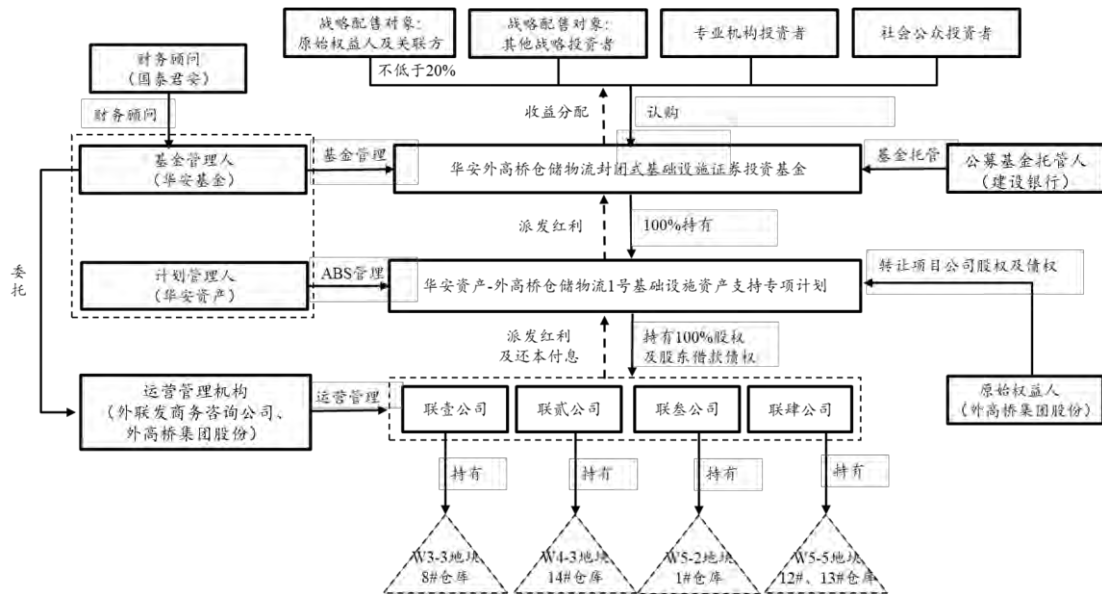 战略配售对象:
原始权益人及关联方
战略配售对象:
其他战略投资者
专业机构投资者
社会公众投资者
不低于20%
财务顾问
(国泰君安)
财务顾问
收益分配
认购
基金管理人
(华安基金)
基金管理
华安外高桥仓储物流封闭式基础设施证券投资基金
基金托管
公募基金托管人
(建设银行)
派发红利
100%持有
委托
计划管理人
(华安资产)
ABS管理
华安资产-外高桥仓储物流1号基础设施资产支持专项计划
转让项目公司股权及债权
派发红利
及还本付息
持有100%股权
及股东借款债权
运营管理机构
(外联发商务咨询公司、
外高桥集团股份)
运营管理
联壹公司
联贰公司
联叁公司
联肆公司
原始权益人
(外高桥集团股份)
持有
持有
持有
持有
W3-3地块
8#仓库
W4-3地块
14#仓库
W5-2地块
1#仓库
W5-5地块
12#、13#仓库